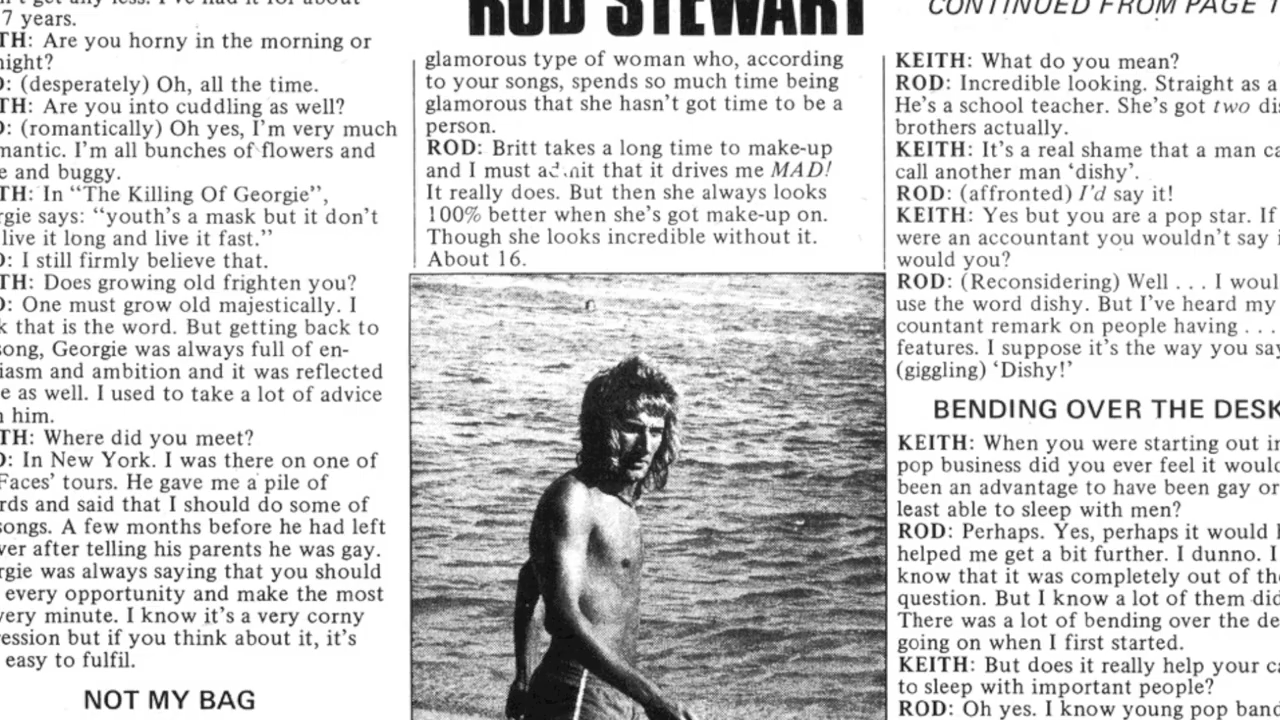 7 years.
TH: Are you horny in the morning or
night?
D: (desperately) Oh, all the time.
TH: Are you into cuddling as well?
D: (romantically) Oh yes, I'm very much
mantic. I'm all bunches of flowers and
e and buggy.
TH: In "The Killing Of Georgie",
rgie says: "youth's a mask but it don't
live it long and live it fast."
D: I still firmly believe that.
TH: Does growing old frighten you?
D: One must grow old majestically. I
k that is the word. But getting back to
song, Georgie was always full of en-
iasm and ambition and it was reflected
e as well. I used to take a lot of advice
n him.
TH: Where did you meet?
D: In New York. I was there on one of
Faces' tours. He gave me a pile of
rds and said that I should do some of
songs. A few months before he had left
ver after telling his parents he was gay.
rgie was always saying that you should
every opportunity and make the most
very minute. I know it's a very corny
ression but if you think about it, it's
easy to fulfil.
NOT MY BAG
ROD STEWART
glamorous type of woman who, according
to your songs, spends so much time being
glamorous that she hasn't got time to be a
person.
ROD: Britt takes a long time to make-up
and I must admit that it drives me MAD!
It really does. But then she always looks
100% better when she's got make-up on.
Though she looks incredible without it.
About 16.
CONTINUED FROM PAGE 1
KEITH: What do you mean?
ROD: Incredible looking. Straight as a
He's a school teacher. She's got two dis
brothers actually.
KEITH: It's a real shame that a man ca
call another man 'dishy'.
ROD: (affronted) I'd say it!
KEITH: Yes but you are a pop star. If
were an accountant you wouldn't say i
would you?
ROD: (Reconsidering) Well . . . I woul
use the word dishy. But I've heard my
countant remark on people having . . .
features. I suppose it's the way you say
(giggling) 'Dishy!'
BENDING OVER THE DESK
KEITH: When you were starting out in
pop business did you ever feel it would
been an advantage to have been gay or
least able to sleep with men?
ROD: Perhaps. Yes, perhaps it would h
helped me get a bit further. I dunno. I
know that it was completely out of the
question. But I know a lot of them did
There was a lot of bending over the de
going on when I first started.
KEITH: But does it really help your ca
to sleep with important people?
ROD: Oh yes. I know young pop band